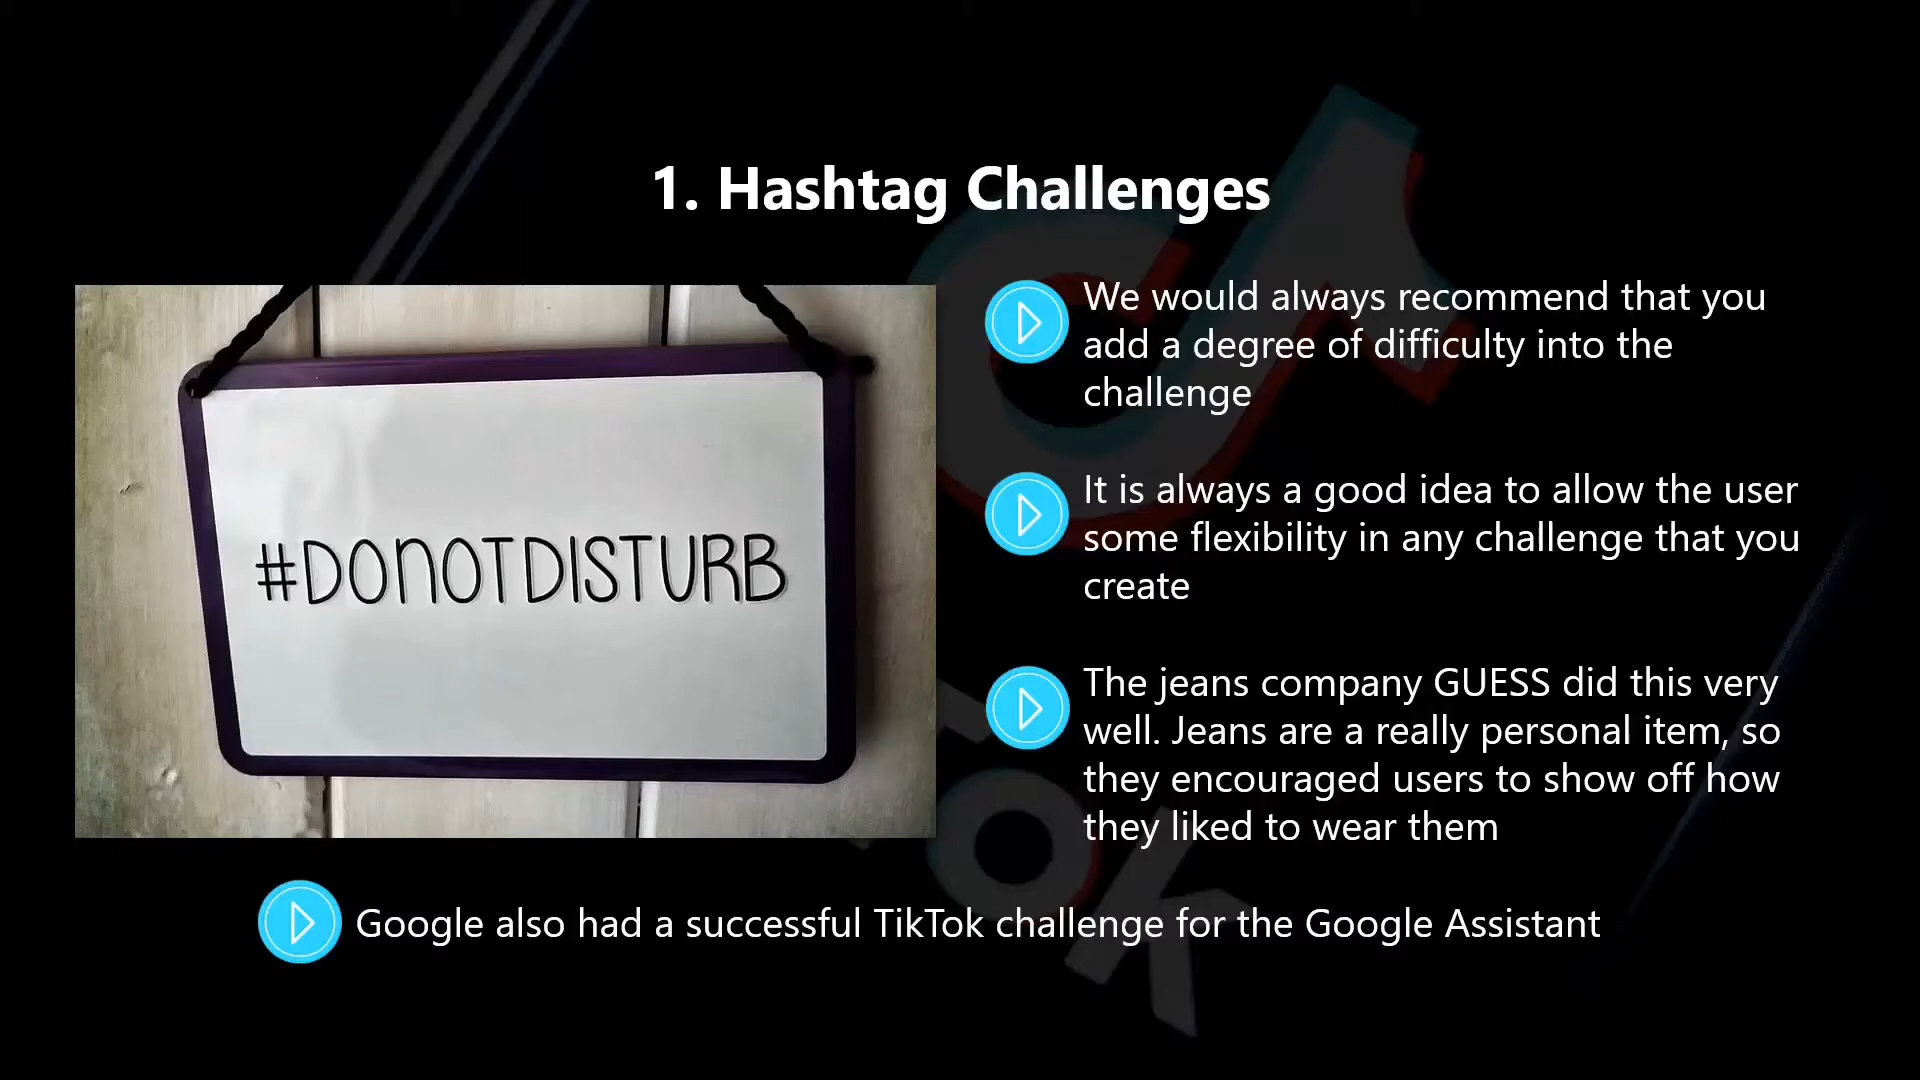 1. Hashtag Challenges
#DONOTDISTURB
We would always recommend that you
add a degree of difficulty into the
challenge
It is always a good idea to allow the user
some flexibility in any challenge that you
create
The jeans company GUESS did this very
well. Jeans are a really personal item, so
they encouraged users to show off how
they liked to wear them
Google also had a successful TikTok challenge for the Google Assistant